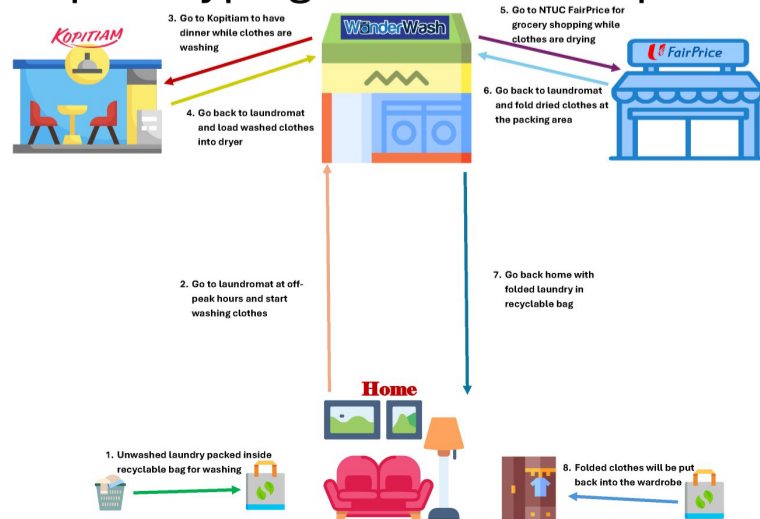 3. Go to Kopitiam to have
dinner while clothes are
washing
5. Go to NTUC FairPrice for
grocery shopping while
clothes are drying
KOPITIAM
WonderWash
FairPrice
4. Go back to laundromat
and load washed clothes
into dryer
6. Go back to laundromat
and fold dried clothes at
the packing area
2. Go to laundromat at off-
peak hours and start
washing clothes
7. Go back home with
folded laundry in
recyclable bag
Home
1. Unwashed laundry packed inside
recyclable bag for washing
8. Folded clothes will be put
back into the wardrobe